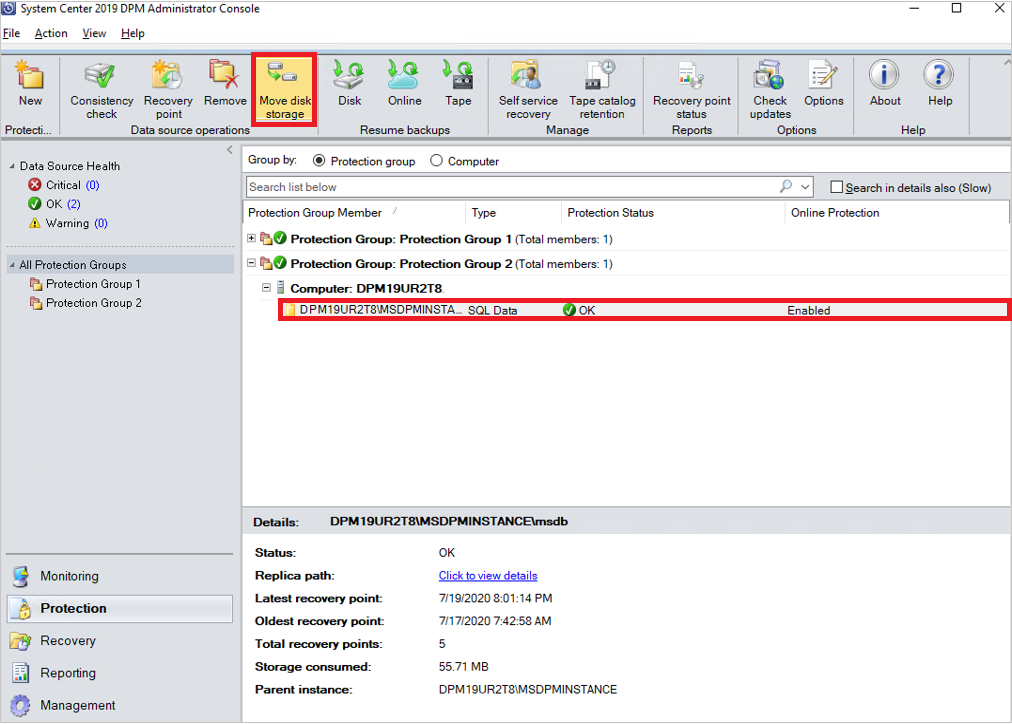 System Center 2019 DPM Administrator Console
File Action View Help
New
Consistency check
Recovery point
Remove
Move disk storage
Disk
Online
Tape
Self service recovery
Tape catalog retention
Recovery point status
Check updates
Options
About
Help
Protecti...
Data source operations
Resume backups
Manage
Reports
Options
Help
Data Source Health
Critical (0)
OK (2)
Warning (0)
All Protection Groups
Protection Group 1
Protection Group 2
Monitoring
Protection
Recovery
Reporting
Management
Group by: Protection group Computer
Search list below
Search in details also (Slow)
Protection Group Member / Type Protection Status Online Protection
Protection Group: Protection Group 1 (Total members: 1)
Protection Group: Protection Group 2 (Total members: 1)
Computer: DPM19UR2T8
DPM19UR2T8\MSDPMINSTA... SQL Data OK Enabled
Details: DPM19UR2T8\MSDPMINSTANCE\msdb
Status: OK
Replica path: Click to view details
Latest recovery point: 7/19/2020 8:01:14 PM
Oldest recovery point: 7/17/2020 7:42:58 AM
Total recovery points: 5
Storage consumed: 55.71 MB
Parent instance: DPM19UR2T8\MSDPMINSTANCE